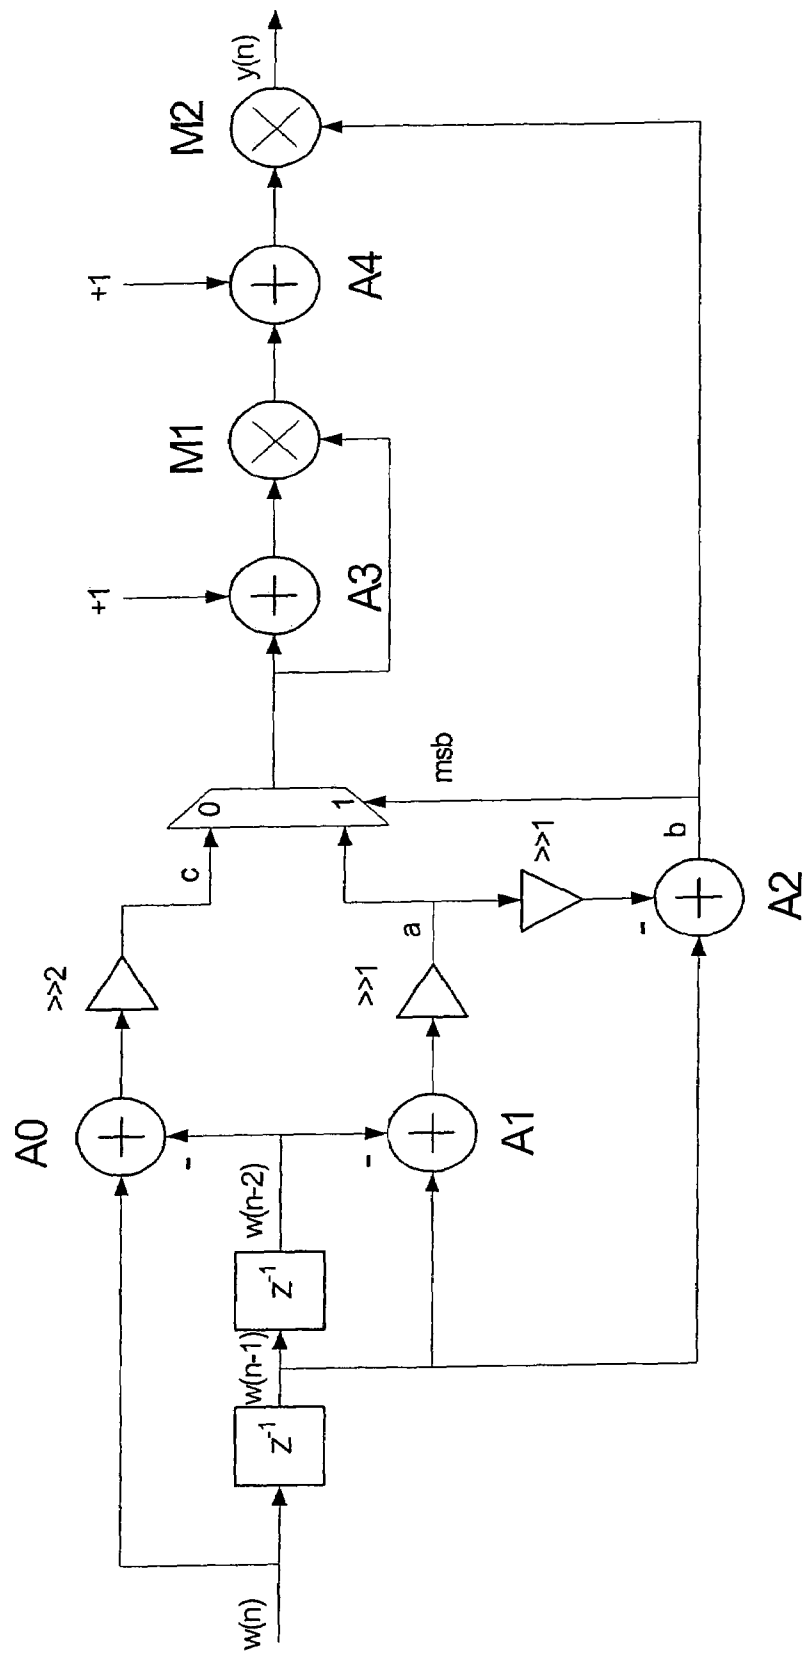 w(n)
z-1
w(n-1)
z-1
w(n-2)
A0
-
-
A1
>>2
>>1
c
a
0
1
>>1
-
A2
b
msb
+1
A3
M1
+1
A4
M2
y(n)